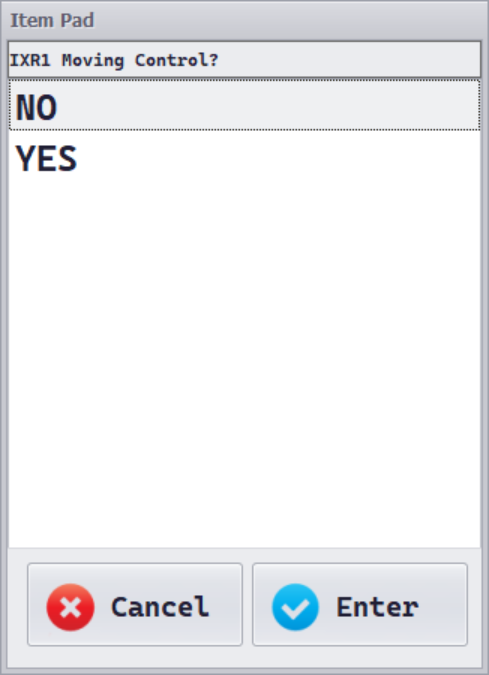 Item Pad
IXR1 Moving Control?
NO
YES
Cancel
Enter